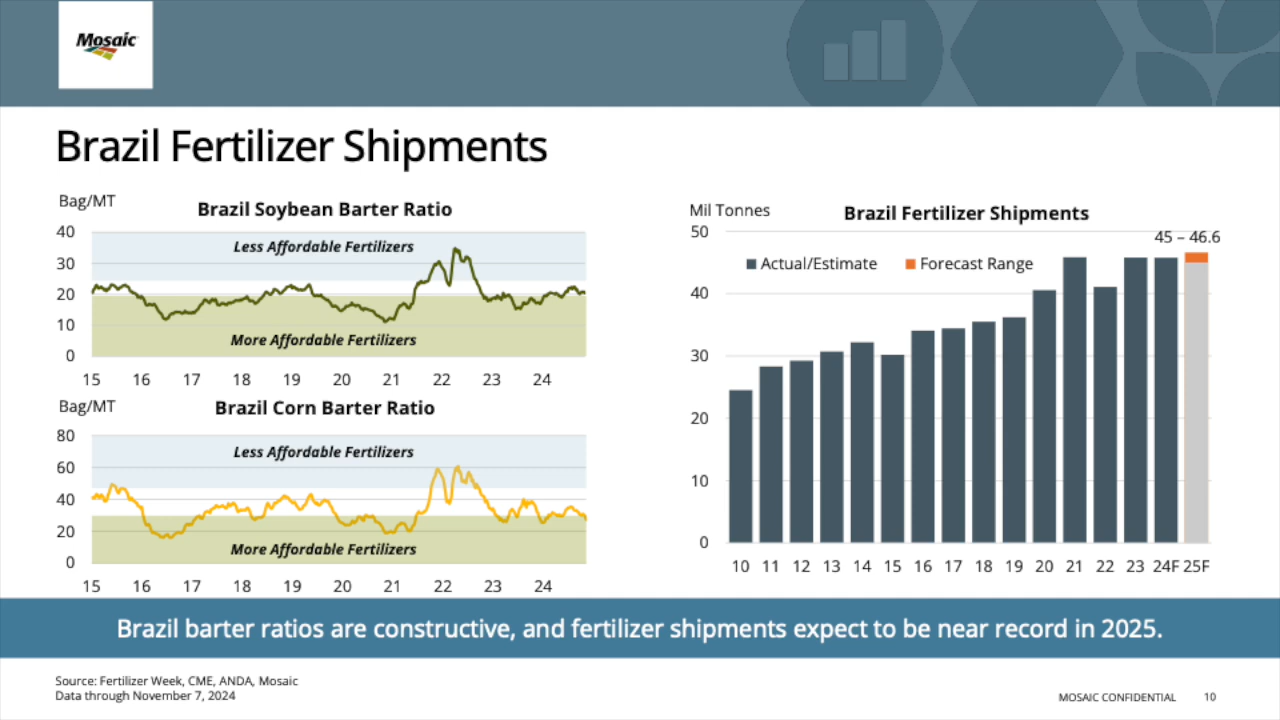 Mosaic
Brazil Fertilizer Shipments
Bag/MT
Brazil Soybean Barter Ratio
40
30
20
10
0
Less Affordable Fertilizers
More Affordable Fertilizers
15 16 17 18 19 20 21 22 23 24
Bag/MT
Brazil Corn Barter Ratio
80
60
40
20
0
Less Affordable Fertilizers
More Affordable Fertilizers
15 16 17 18 19 20 21 22 23 24
Mil Tonnes
Brazil Fertilizer Shipments
50
40
30
20
10
0
45 – 46.6
Actual/Estimate Forecast Range
10 11 12 13 14 15 16 17 18 19 20 21 22 23 24F 25F
Brazil barter ratios are constructive, and fertilizer shipments expect to be near record in 2025.
Source: Fertilizer Week, CME, ANDA, Mosaic
Data through November 7, 2024
MOSAIC CONFIDENTIAL 10